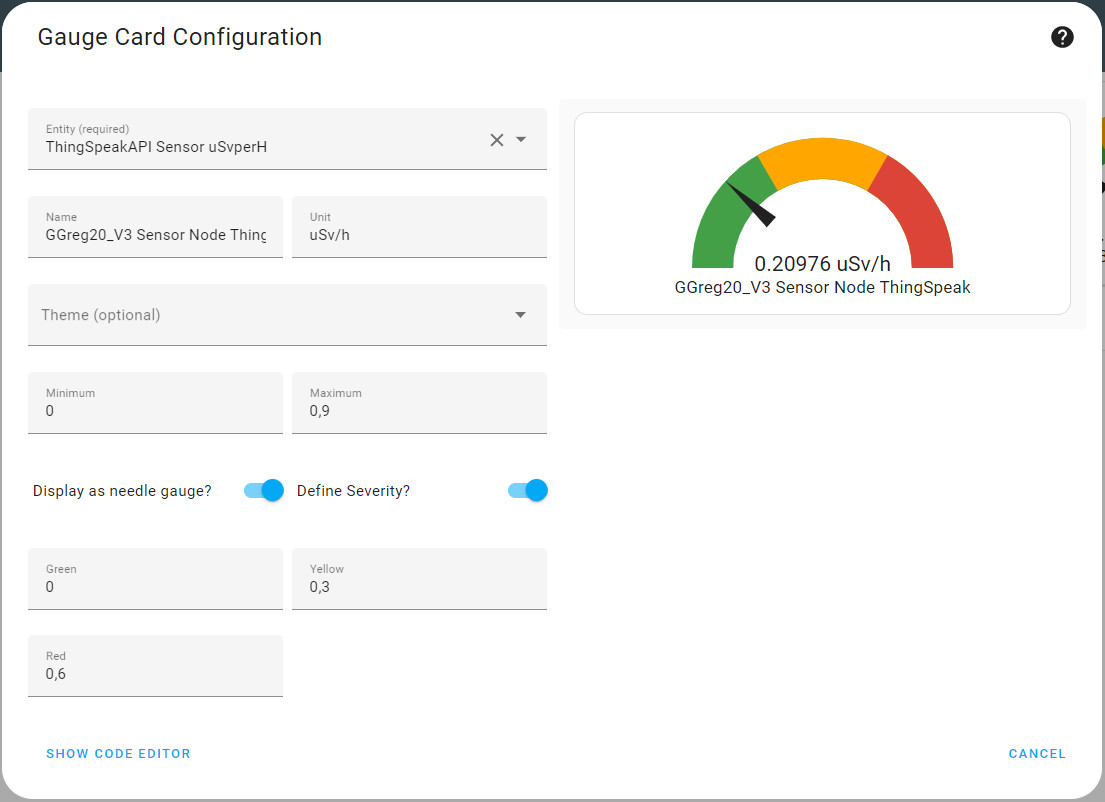 Gauge Card Configuration
?
Entity (required)
ThingSpeakAPI Sensor uSvperH
Name
GGreg20_V3 Sensor Node Thing
Unit
uSv/h
Theme (optional)
Minimum
0
Maximum
0,9
Display as needle gauge?
Define Severity?
Green
0
Yellow
0,3
Red
0,6
0.20976 uSv/h
GGreg20_V3 Sensor Node ThingSpeak
SHOW CODE EDITOR
CANCEL